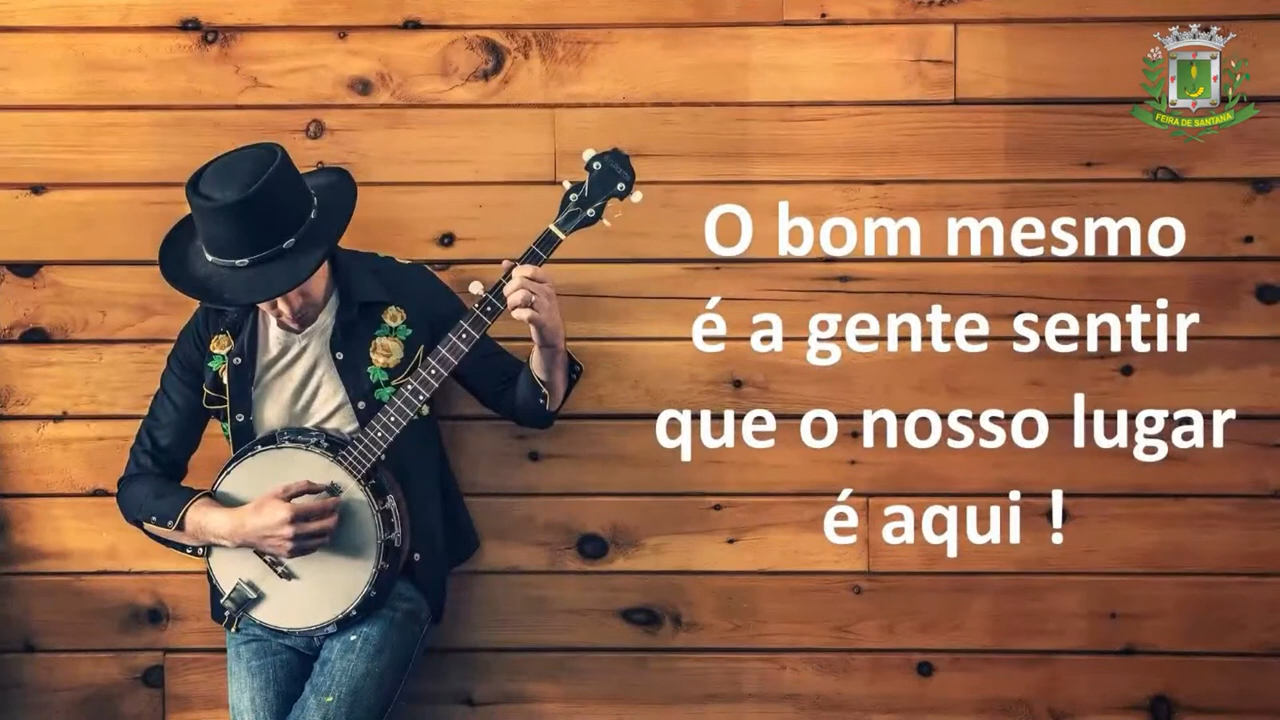 FEIRA DE SANTANA
O bom mesmo
é a gente sentir
que o nosso lugar
é aqui !